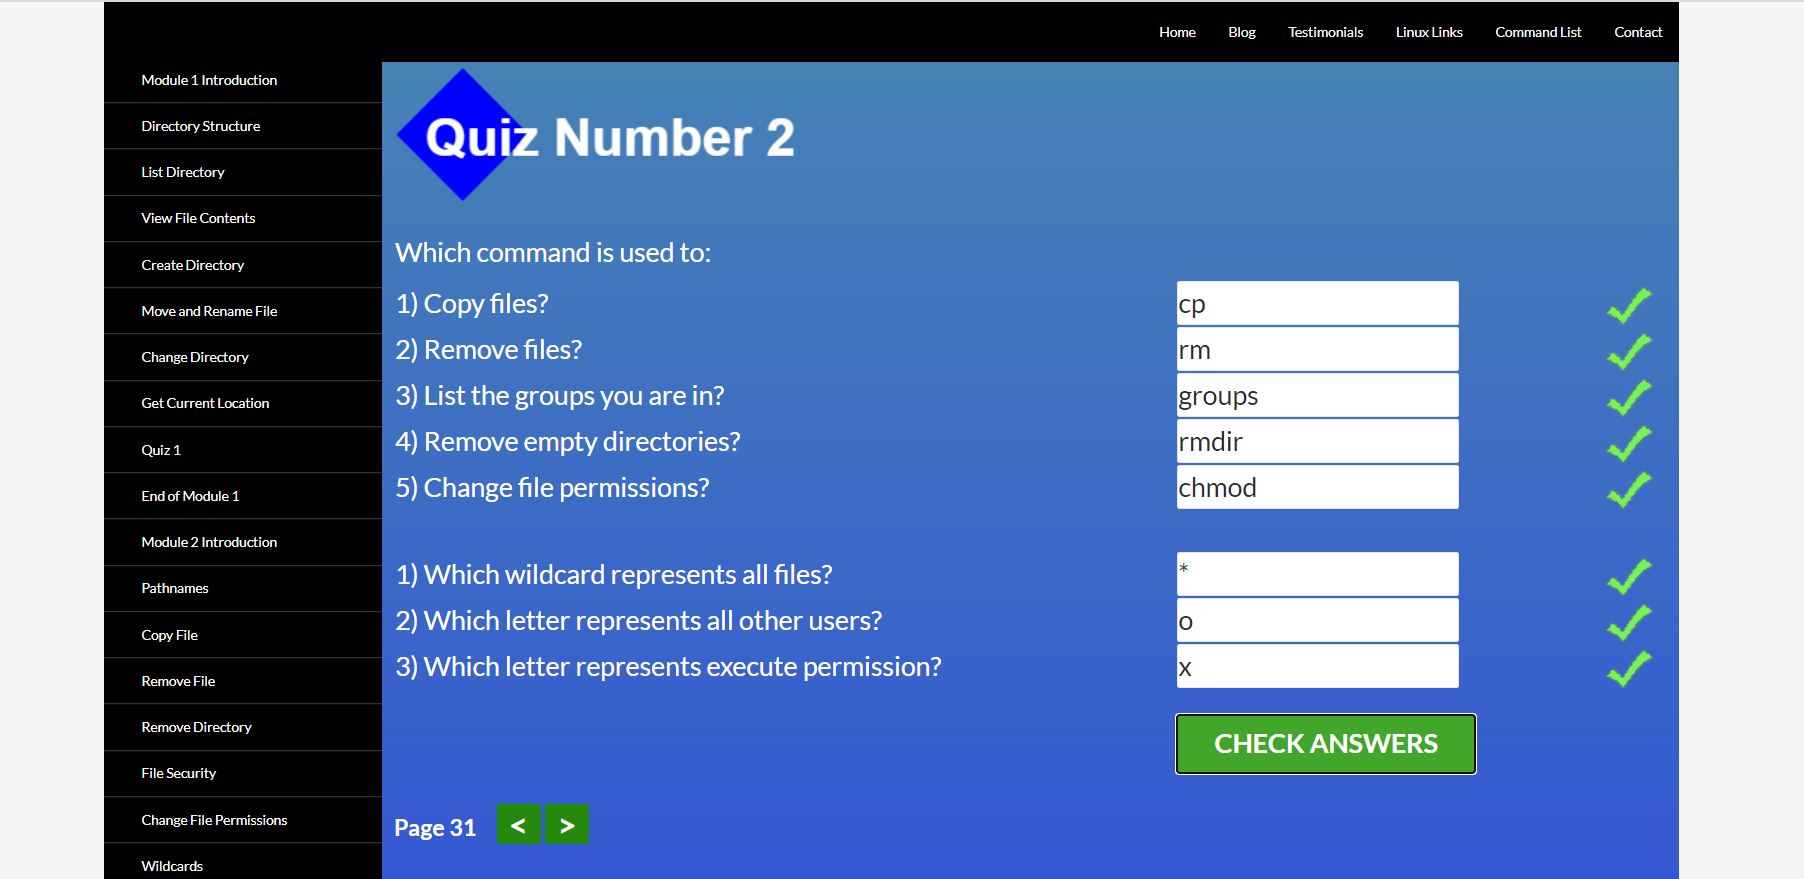 Home Blog Testimonials Linux Links Command List Contact
Module 1 Introduction
Directory Structure
List Directory
View File Contents
Create Directory
Move and Rename File
Change Directory
Get Current Location
Quiz 1
End of Module 1
Module 2 Introduction
Pathnames
Copy File
Remove File
Remove Directory
File Security
Change File Permissions
Wildcards
Quiz Number 2
Which command is used to:
1) Copy files? cp
2) Remove files? rm
3) List the groups you are in? groups
4) Remove empty directories? rmdir
5) Change file permissions? chmod
1) Which wildcard represents all files? *
2) Which letter represents all other users? o
3) Which letter represents execute permission? x
CHECK ANSWERS
Page 31 < >